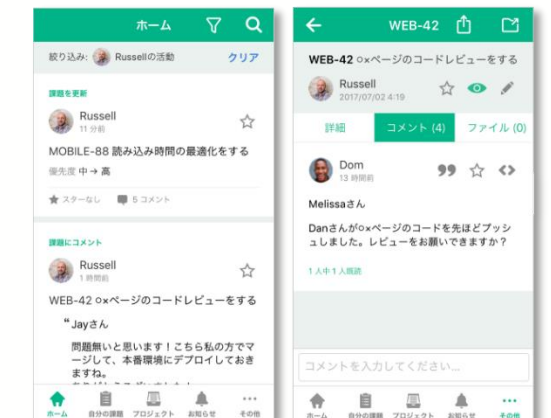 ホーム
絞り込み: Russellの活動 クリア
課題を更新
Russell
11 分前
MOBILE-88 読み込み時間の最適化をする
優先度 中 → 高
スターなし 5 コメント
課題にコメント
Russell
1 時間前
WEB-42 ○×ページのコードレビューをする
“Jayさん
問題無いと思います！こちら私の方でマ
ージして、本番環境にデプロイしておき
ますね。
ホーム 自分の課題 プロジェクト お知らせ その他
WEB-42
WEB-42 ○×ページのコードレビューをする
Russell
2017/07/02 4:19
詳細 コメント (4) ファイル (0)
Dom
13 時間前
Melissaさん
Danさんが○×ページのコードを先ほどプッシ
ュしました。レビューをお願いできますか？
1 人中 1 人既読
コメントを入力してください...
ホーム 自分の課題 プロジェクト お知らせ その他